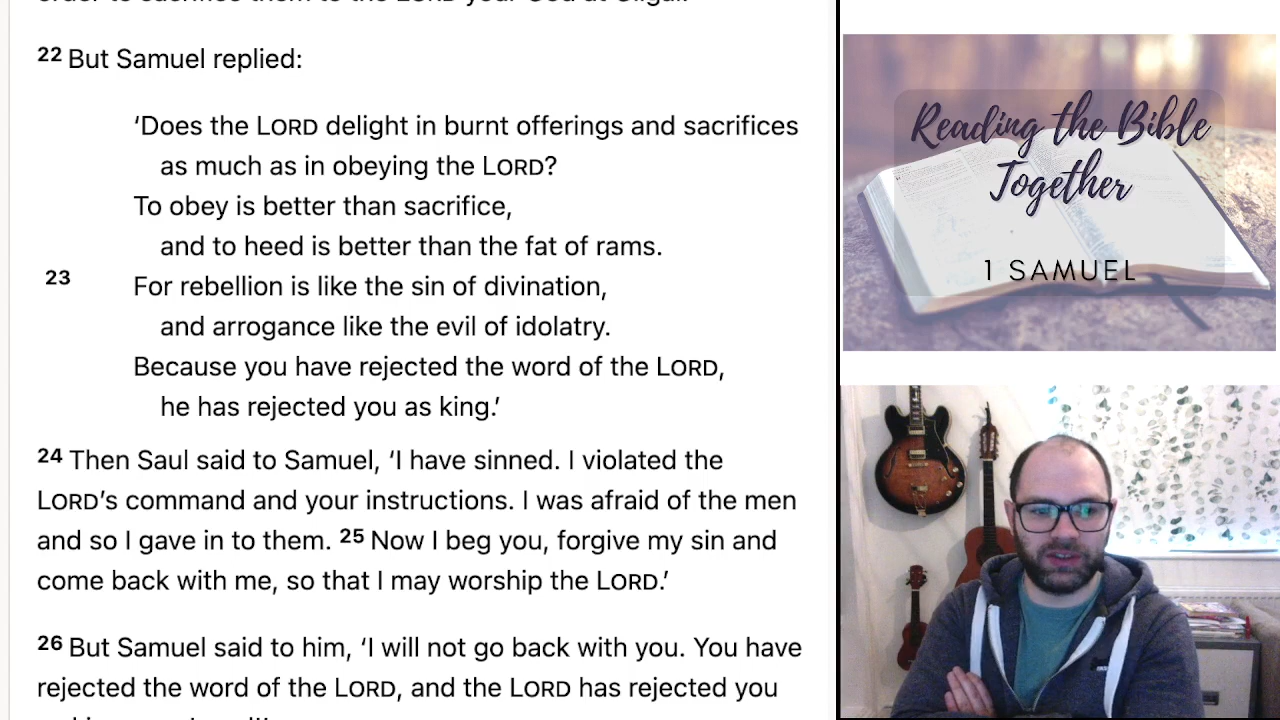 22 But Samuel replied:
‘Does the LORD delight in burnt offerings and sacrifices
as much as in obeying the LORD?
To obey is better than sacrifice,
and to heed is better than the fat of rams.
23 For rebellion is like the sin of divination,
and arrogance like the evil of idolatry.
Because you have rejected the word of the LORD,
he has rejected you as king.’
24 Then Saul said to Samuel, ‘I have sinned. I violated the
LORD’s command and your instructions. I was afraid of the men
and so I gave in to them. 25 Now I beg you, forgive my sin and
come back with me, so that I may worship the LORD.’
26 But Samuel said to him, ‘I will not go back with you. You have
rejected the word of the LORD, and the LORD has rejected you
Reading the Bible
Together
1 SAMUEL